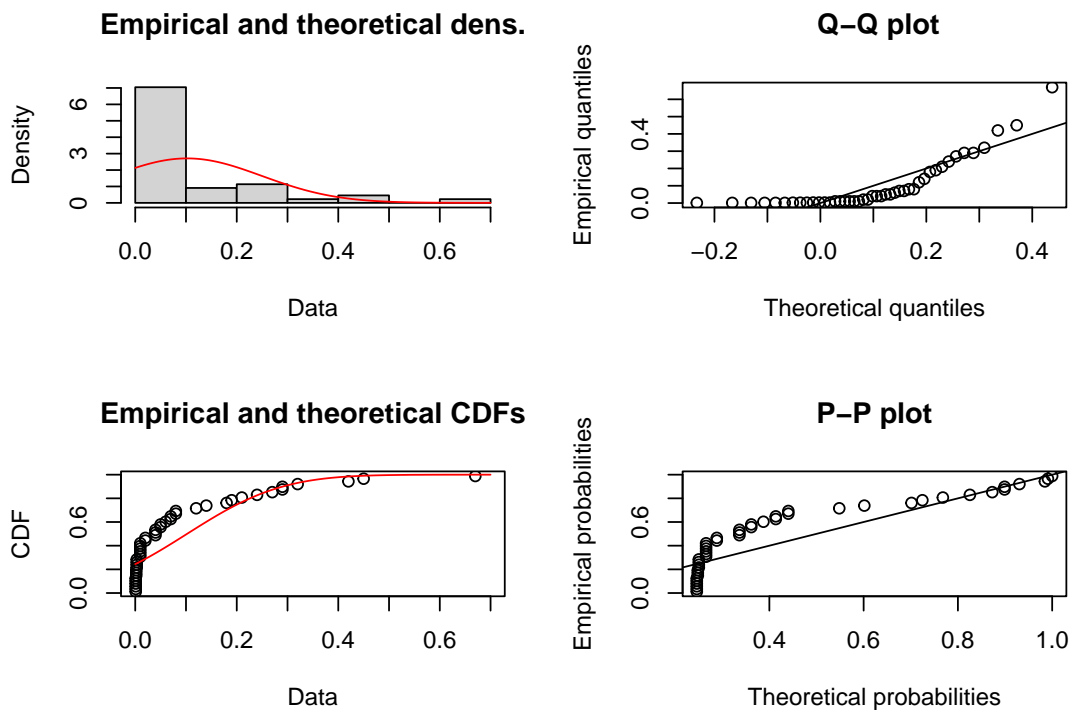 Empirical and theoretical dens.
Density
0 3 6
0.0 0.2 0.4 0.6
Data
Q−Q plot
Empirical quantiles
0.0 0.4
−0.2 0.0 0.2 0.4
Theoretical quantiles
Empirical and theoretical CDFs
CDF
0.0 0.6
0.0 0.2 0.4 0.6
Data
P−P plot
Empirical probabilities
0.0 0.6
0.4 0.6 0.8 1.0
Theoretical probabilities